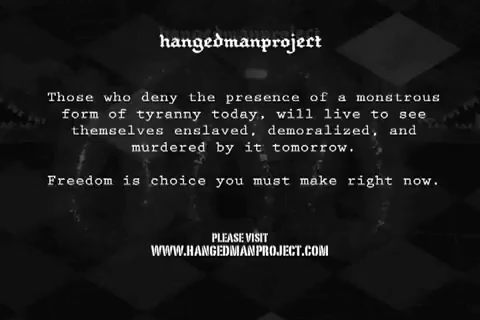 hangedmanproject
Those who deny the presence of a monstrous
form of tyranny today, will live to see
themselves enslaved, demoralized, and
murdered by it tomorrow.
Freedom is choice you must make right now.
PLEASE VISIT
WWW.HANGEDMANPROJECT.COM